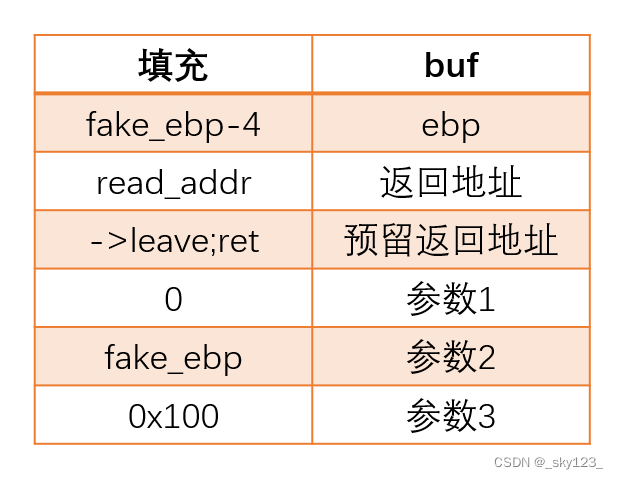 填充 buf
fake_ebp-4 ebp
read_addr 返回地址
->leave;ret 预留返回地址
0 参数1
fake_ebp 参数2
0x100 参数3
CSDN @_sky123_